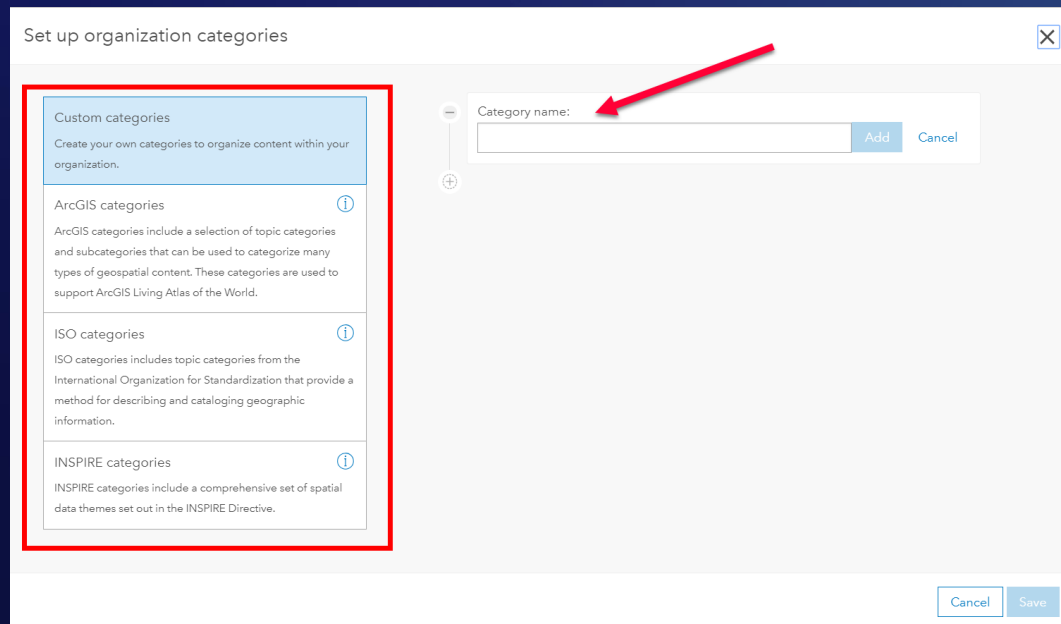 Set up organization categories
Custom categories
Create your own categories to organize content within your
organization.
ArcGIS categories
ArcGIS categories include a selection of topic categories
and subcategories that can be used to categorize many
types of geospatial content. These categories are used to
support ArcGIS Living Atlas of the World.
ISO categories
ISO categories includes topic categories from the
International Organization for Standardization that provide a
method for describing and cataloging geographic
information.
INSPIRE categories
INSPIRE categories include a comprehensive set of spatial
data themes set out in the INSPIRE Directive.
Category name:
Add Cancel
Cancel Save